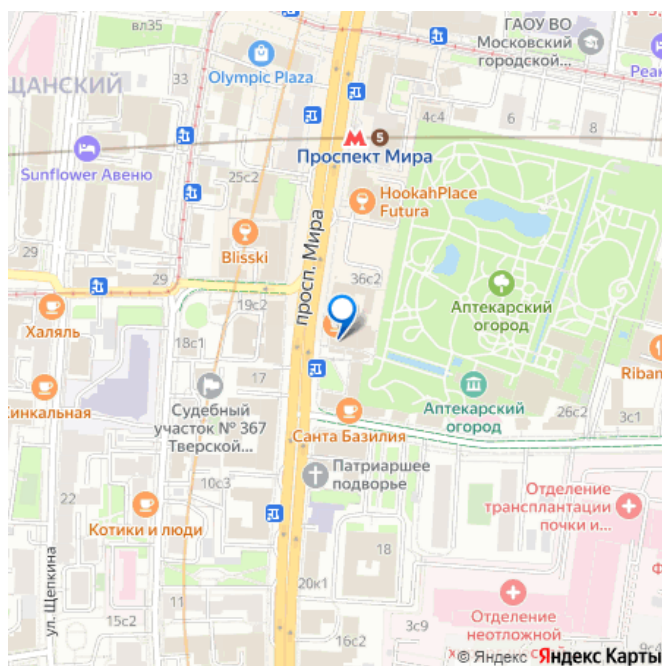 вл35
ГАОУ ВО
Московский
городской...
ЩАНСКИЙ
33
Olympic Plaza
Реак
4с4
6
8
5
Проспект Мира
Sunflower Авеню
25с2
HookahPlace
Futura
просп. Мира
Blisski
29
29
36с2
19с2
Аптекарский
огород
Халяль
18с1
17
Riban
Судебный
участок № 367
Тверской...
Аптекарский
огород
26с2
3с1
инкальная
Санта Базилия
Патриаршее
подворье
10с3
22
Котики и люди
Отделение
трансплантации
почки и...
18
ул. Щепкина
20к1
11
15с2
16с2
8с9
Отделение
неотложной
© Яндекс Яндекс Карты